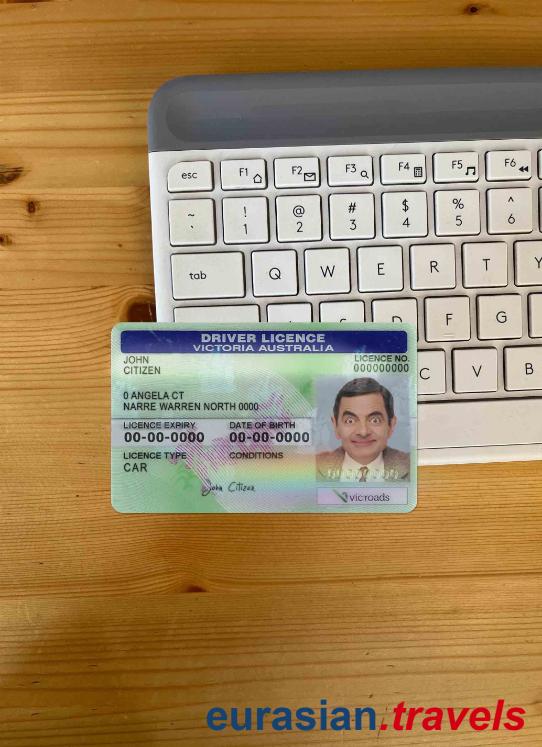 esc F1 F2 F3 F4 F5 F6
~ ! @ # $ % ^
` 1 2 3 4 5 6
tab Q W E R T Y
S D F G
C V B
DRIVER LICENCE
VICTORIA AUSTRALIA
JOHN
CITIZEN
LICENCE NO.
000000000
0 ANGELA CT
NARRE WARREN NORTH 0000
LICENCE EXPIRY DATE OF BIRTH
00-00-0000 00-00-0000
LICENCE TYPE CONDITIONS
CAR
John Citizen
vicroads
eurasian.travels